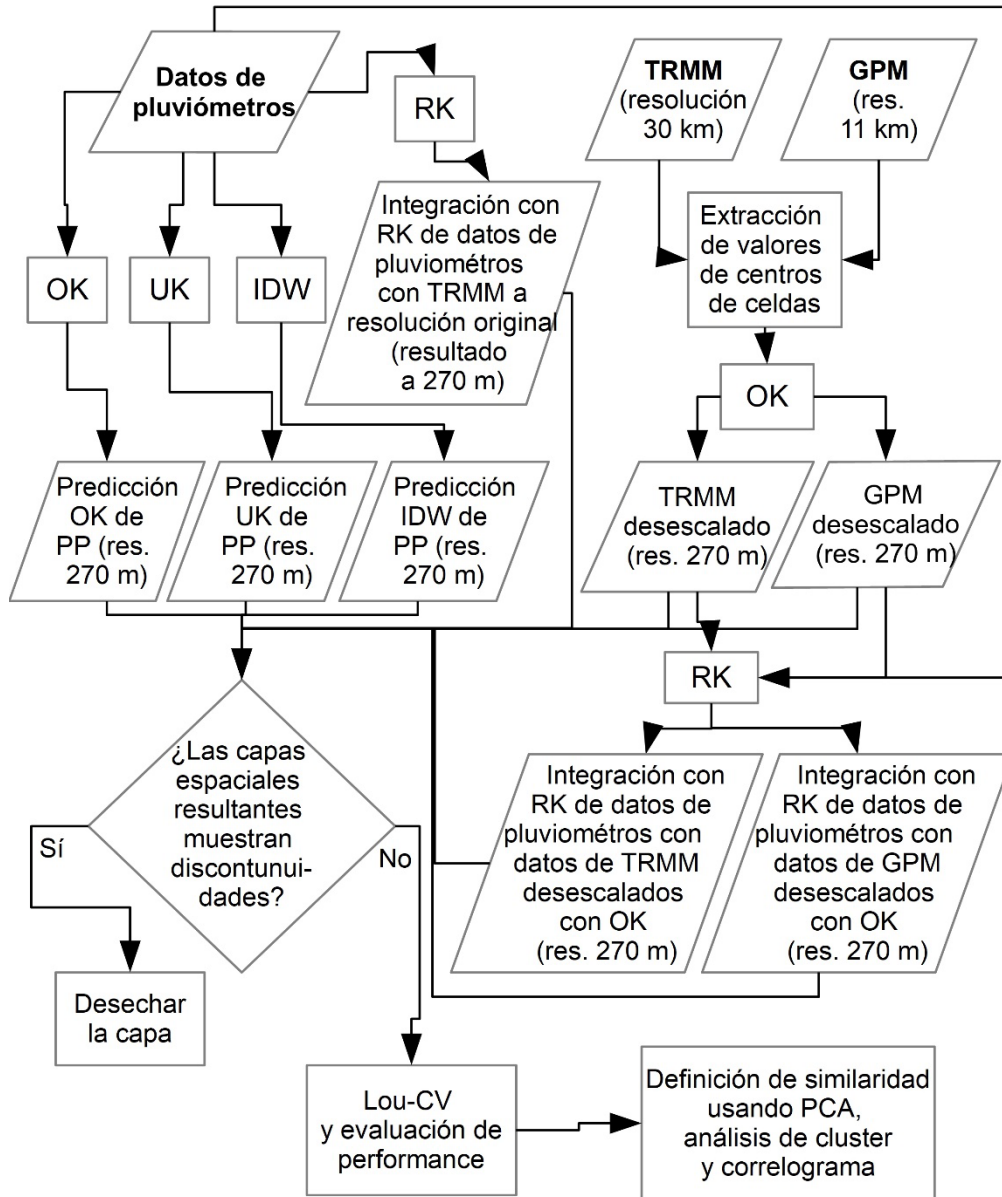 Datos de
pluviómetros
RK
TRMM
(resolución
30 km)
GPM
(res.
11 km)
Integración con
RK de datos de
pluviométros
con TRMM a
resolución original
(resultado
a 270 m)
Extracción
de valores
de centros
de celdas
OK
UK
IDW
OK
Predicción
OK de
PP (res.
270 m)
Predicción
UK de
PP (res.
270 m)
Predicción
IDW de
PP (res.
270 m)
TRMM
desescalado
(res. 270 m)
GPM
desescalado
(res. 270 m)
RK
¿Las capas
espaciales
resultantes
muestran
discontunui-
dades?
Sí
No
Integración con
RK de datos de
pluviométros con
datos de TRMM
desescalados
con OK
(res. 270 m)
Integración con
RK de datos de
pluviométros con
datos de GPM
desescalados
con OK
(res. 270 m)
Desechar
la capa
Lou-CV
y evaluación de
performance
Definición de similaridad
usando PCA,
análisis de cluster
y correlograma